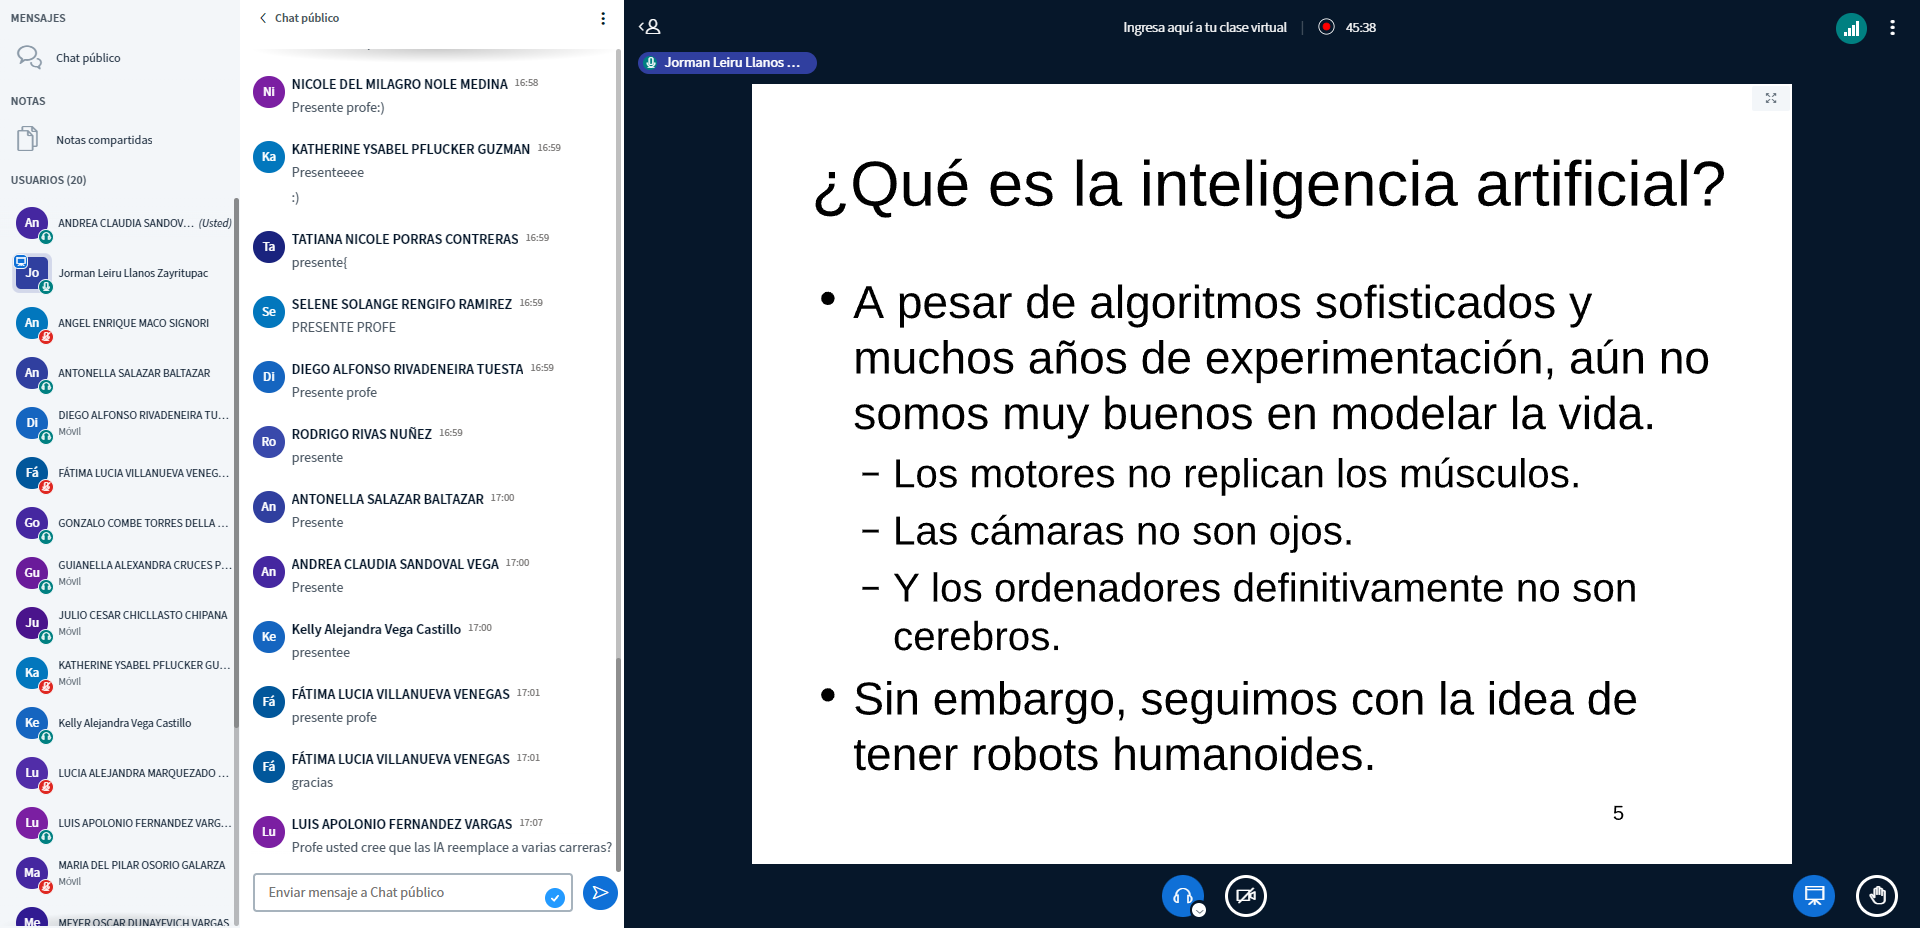 MENSAJES
Chat público
NOTAS
Notas compartidas
USUARIOS (20)
An
ANDREA CLAUDIA SANDOV... (Usted)
Jo
Jorman Leiru Llanos Zayritupac
An
ANGEL ENRIQUE MACO SIGNORI
An
ANTONELLA SALAZAR BALTAZAR
Di
DIEGO ALFONSO RIVADENEIRA TU...
Móvil
Fá
FÁTIMA LUCIA VILLANUEVA VENEG...
Go
GONZALO COMBE TORRES DELLA ...
Gu
GUIANELLA ALEXANDRA CRUCES P...
Móvil
Ju
JULIO CESAR CHICLLASTO CHIPANA
Móvil
Ka
KATHERINE YSABEL PFLUCKER GU...
Móvil
Ke
Kelly Alejandra Vega Castillo
Lu
LUCIA ALEJANDRA MARQUEZADO ...
Lu
LUIS APOLONIO FERNANDEZ VARG...
Ma
MARIA DEL PILAR OSORIO GALARZA
Móvil
Me
MEYER OSCAR DUNAYEVICH VARGAS
Chat público
Ni
NICOLE DEL MILAGRO NOLE MEDINA 16:58
Presente profe:)
Ka
KATHERINE YSABEL PFLUCKER GUZMAN 16:59
Presenteeee
:)
Ta
TATIANA NICOLE PORRAS CONTRERAS 16:59
presente{
Se
SELENE SOLANGE RENGIFO RAMIREZ 16:59
PRESENTE PROFE
Di
DIEGO ALFONSO RIVADENEIRA TUESTA 16:59
Presente profe
Ro
RODRIGO RIVAS NUÑEZ 16:59
presente
An
ANTONELLA SALAZAR BALTAZAR 17:00
Presente
An
ANDREA CLAUDIA SANDOVAL VEGA 17:00
Presente
Ke
Kelly Alejandra Vega Castillo 17:00
presentee
Fá
FÁTIMA LUCIA VILLANUEVA VENEGAS 17:01
presente profe
Fá
FÁTIMA LUCIA VILLANUEVA VENEGAS 17:01
gracias
Lu
LUIS APOLONIO FERNANDEZ VARGAS 17:07
Profe usted cree que las IA reemplace a varias carreras?
Enviar mensaje a Chat público
Ingresa aquí a tu clase virtual | 45:38
Jorman Leiru Llanos ...
¿Qué es la inteligencia artificial?
• A pesar de algoritmos sofisticados y
muchos años de experimentación, aún no
somos muy buenos en modelar la vida.
– Los motores no replican los músculos.
– Las cámaras no son ojos.
– Y los ordenadores definitivamente no son
cerebros.
• Sin embargo, seguimos con la idea de
tener robots humanoides.
5